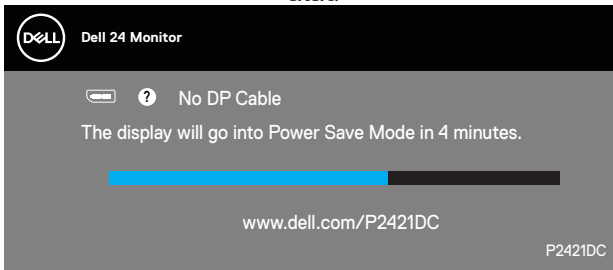 DELL
Dell 24 Monitor
? No DP Cable
The display will go into Power Save Mode in 4 minutes.
www.dell.com/P2421DC
P2421DC